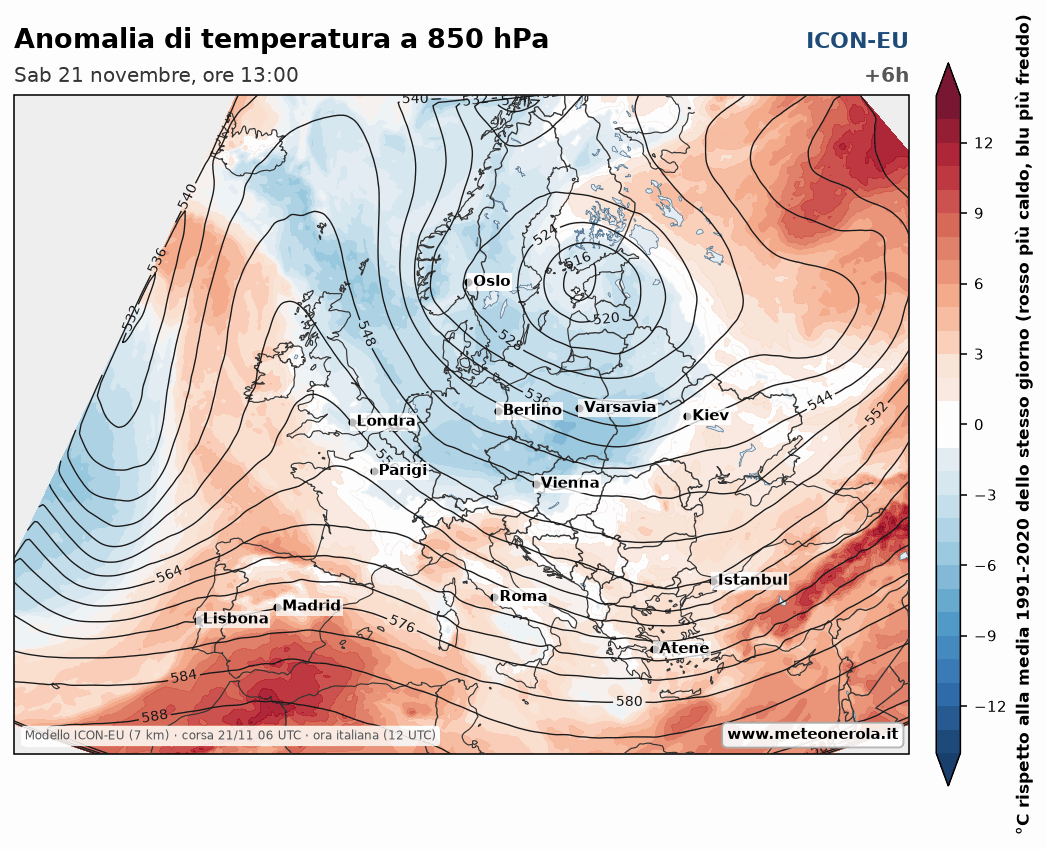 Anomalia di temperatura a 850 hPa
ICON-EU
Sab 21 novembre, ore 13:00
+6h
540
532
540
536
532
524
516
520
528
548
536
544
552
564
576
584
588
580
Oslo
Berlino
Varsavia
Kiev
Londra
Parigi
Vienna
Istanbul
Roma
Madrid
Lisbona
Atene
Modello ICON-EU (7 km) · corsa 21/11 06 UTC · ora italiana (12 UTC)
www.meteonerola.it
12
9
6
3
0
−3
−6
−9
−12
°C rispetto alla media 1991-2020 dello stesso giorno (rosso più caldo, blu più freddo)